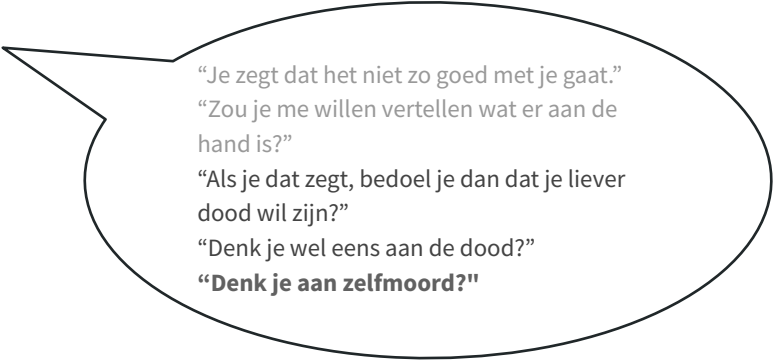 “Je zegt dat het niet zo goed met je gaat.”
“Zou je me willen vertellen wat er aan de
hand is?”
“Als je dat zegt, bedoel je dan dat je liever
dood wil zijn?”
“Denk je wel eens aan de dood?”
“Denk je aan zelfmoord?"